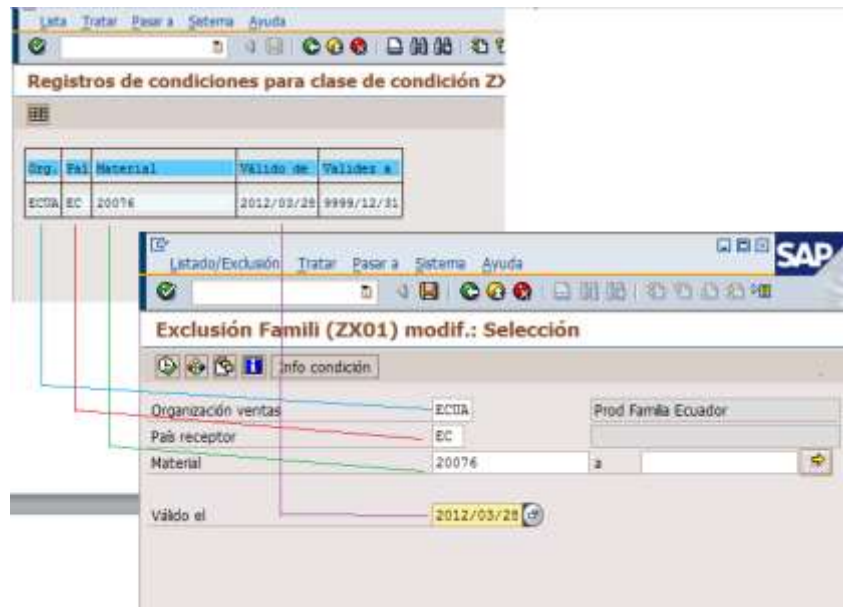 Lista Tratar Pasar a Sistema Ayuda
Registros de condiciones para clase de condición ZX
Org. Paí Material Válido de Validez a
ECUA EC 20076 2012/03/28 9999/12/31
Listado/Exclusión Tratar Pasar a Sistema Ayuda
SAP
Exclusión Famili (ZX01) modif.: Selección
Info condición
Organización ventas ECUA Prod Familia Ecuador
País receptor EC
Material 20076 a
Válido el 2012/03/28